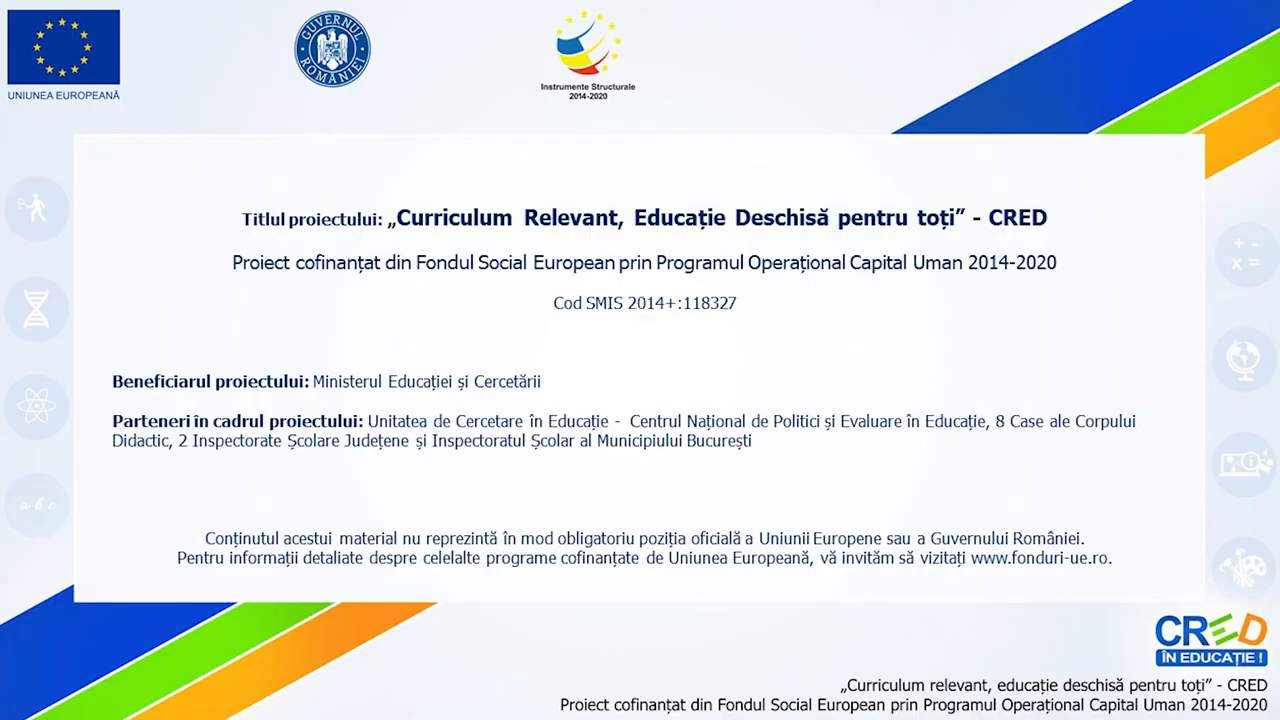 UNIUNEA EUROPEANĂ
GUVERNUL ROMÂNIEI
Instrumente Structurale
2014-2020
Titlul proiectului: „Curriculum Relevant, Educație Deschisă pentru toți” - CRED
Proiect cofinanțat din Fondul Social European prin Programul Operațional Capital Uman 2014-2020
Cod SMIS 2014+:118327
+ -
x =
Beneficiarul proiectului: Ministerul Educației și Cercetării
Parteneri în cadrul proiectului: Unitatea de Cercetare în Educație - Centrul Național de Politici și Evaluare în Educație, 8 Case ale Corpului
Didactic, 2 Inspectorate Școlare Județene și Inspectoratul Școlar al Municipiului București
a b c
Conținutul acestui material nu reprezintă în mod obligatoriu poziția oficială a Uniunii Europene sau a Guvernului României.
Pentru informații detaliate despre celelalte programe cofinanțate de Uniunea Europeană, vă invităm să vizitați www.fonduri-ue.ro.
CRED
ÎN EDUCAȚIE !
„Curriculum relevant, educație deschisă pentru toți” - CRED
Proiect cofinanțat din Fondul Social European prin Programul Operațional Capital Uman 2014-2020